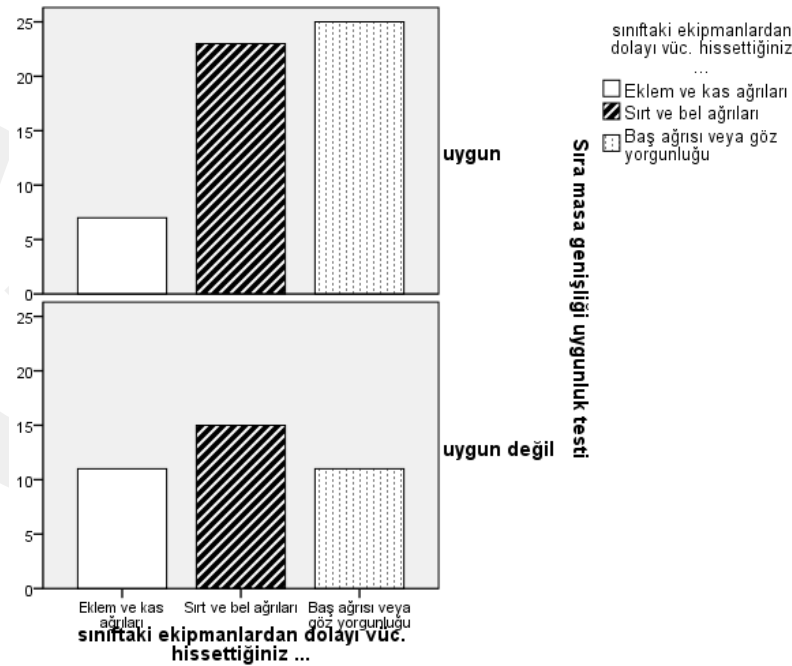 25
20
15
10
5
0
uygun
25
20
15
10
5
0
uygun değil
Eklem ve kas
ağrıları
Sırt ve bel ağrıları
Baş ağrısı veya
göz yorgunluğu
sınıftaki ekipmanlardan dolayı vüc.
hissettiğiniz ...
Sıra masa genişliği uygunluk testi
sınıftaki ekipmanlardan
dolayı vüc. hissettiğiniz
...
Eklem ve kas ağrıları
Sırt ve bel ağrıları
Baş ağrısı veya göz
yorgunluğu